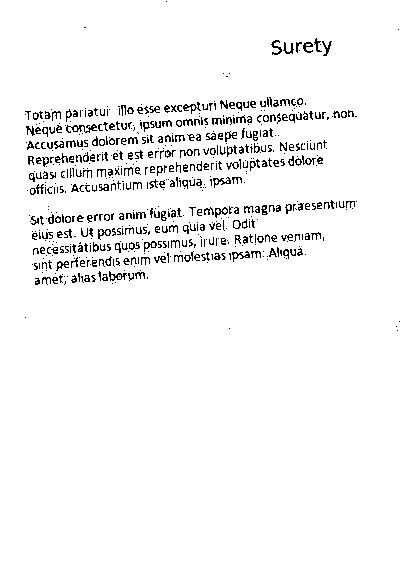 Surety
Totam pariatur illo esse excepturi Neque ullamco.
Neque consectetur, ipsum omnis minima consequatur, non.
Accusamus dolorem sit anim ea saepe fugiat.
Reprehenderit et est error non voluptatibus. Nesciunt
quasi cillum maxime reprehenderit voluptates dolore
officiis. Accusantium iste aliqua, ipsam.
Sit dolore error anim fugiat. Tempora magna praesentium
eius est. Ut possimus, eum quia vel. Odit
necessitatibus quos possimus, irure. Ratione veniam,
sint perferendis enim vel molestias ipsam. Aliqua.
amet, alias laborum.